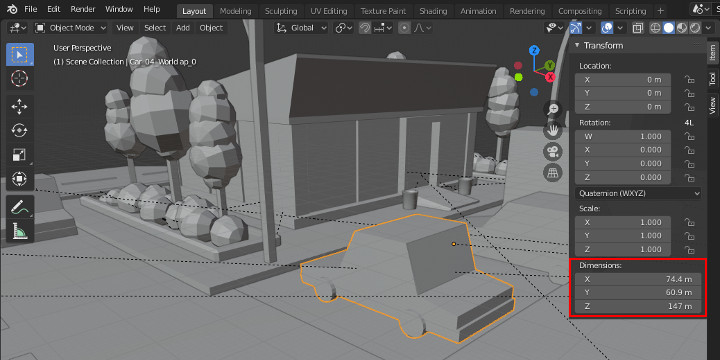 File Edit Render Window Help Layout Modeling Sculpting UV Editing Texture Paint Shading Animation Rendering Compositing Scripting
Object Mode View Select Add Object Global
User Perspective
(1) Scene Collection | Car_04_World ap_0
Z
Y
X
Transform
Location:
X 0 m
Y 0 m
Z 0 m
Rotation: 4L
W 1.000
X 0.000
Y 0.000
Z 0.000
Quaternion (WXYZ)
Scale:
X 1.000
Y 1.000
Z 1.000
Dimensions:
X 74.4 m
Y 60.9 m
Z 147 m
Item
Tool
View